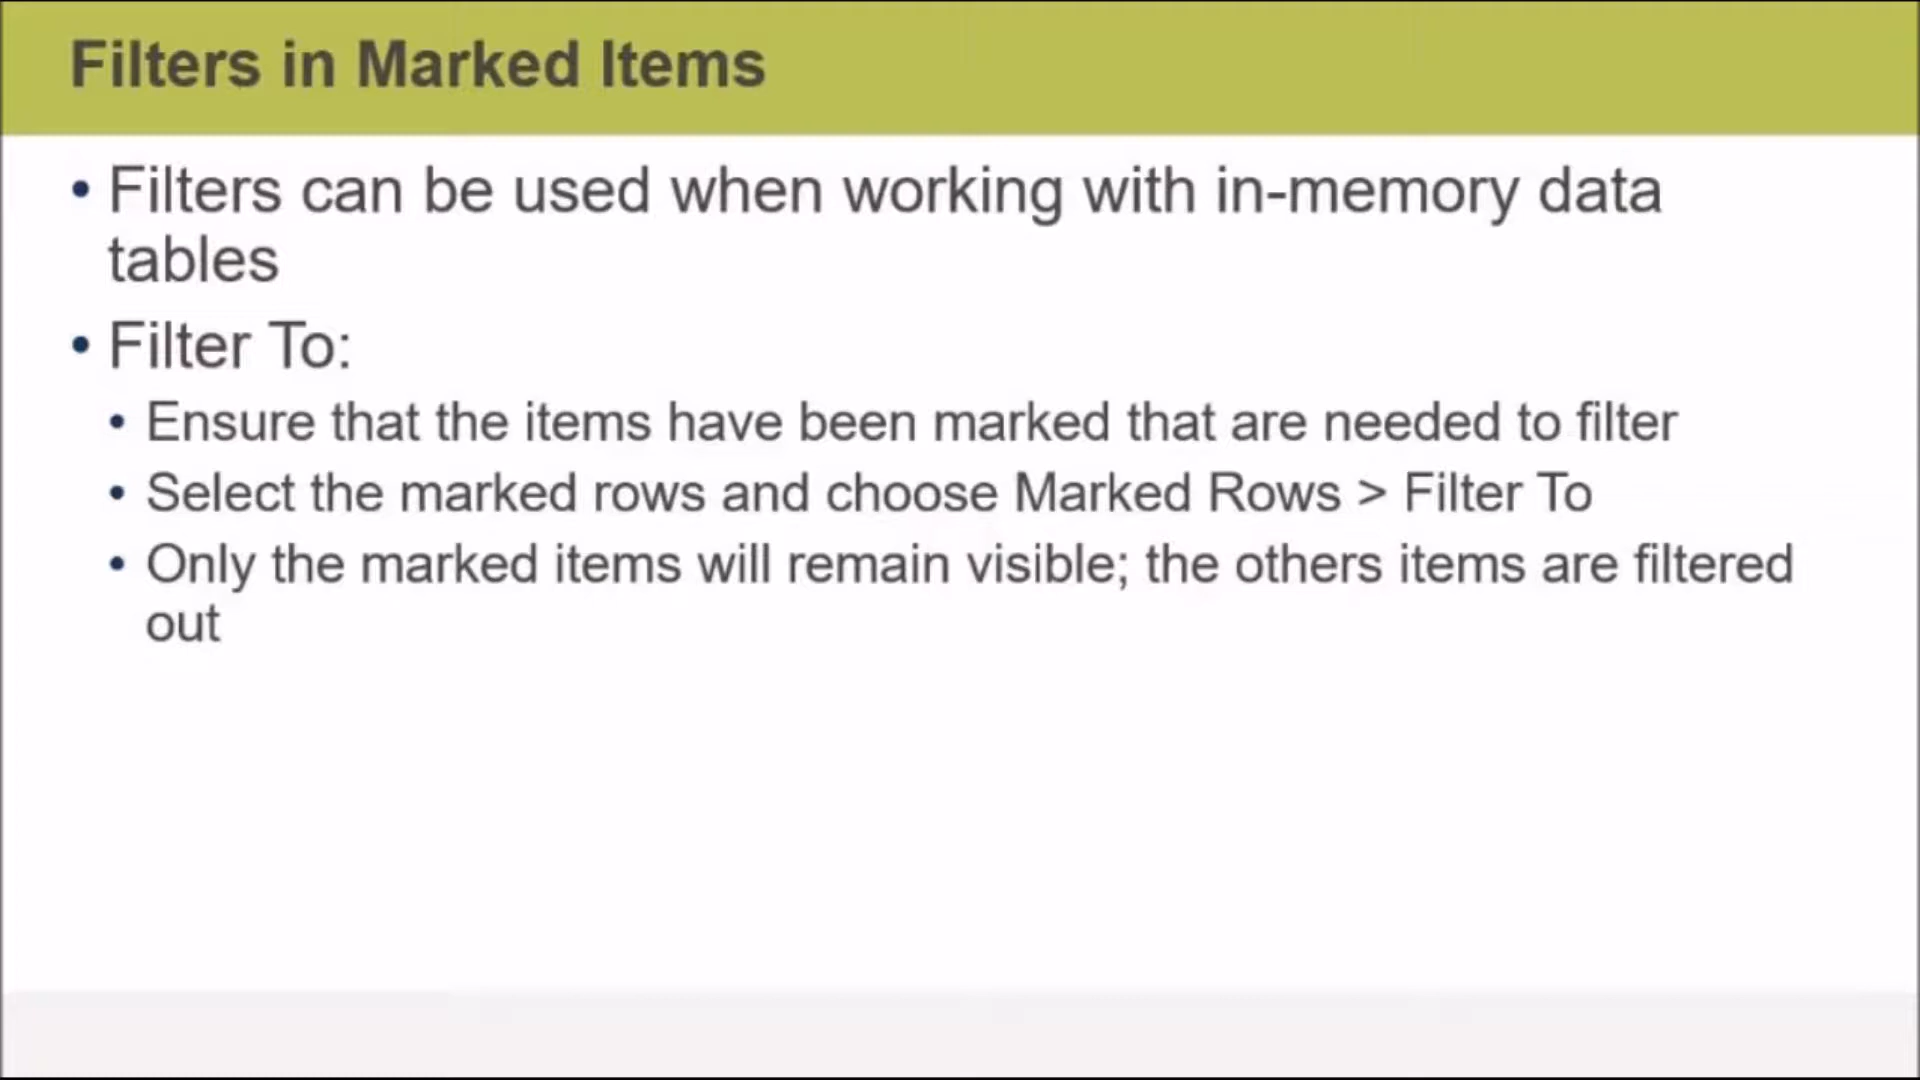 Filters in Marked Items
• Filters can be used when working with in-memory data
tables
• Filter To:
• Ensure that the items have been marked that are needed to filter
• Select the marked rows and choose Marked Rows > Filter To
• Only the marked items will remain visible; the others items are filtered
out